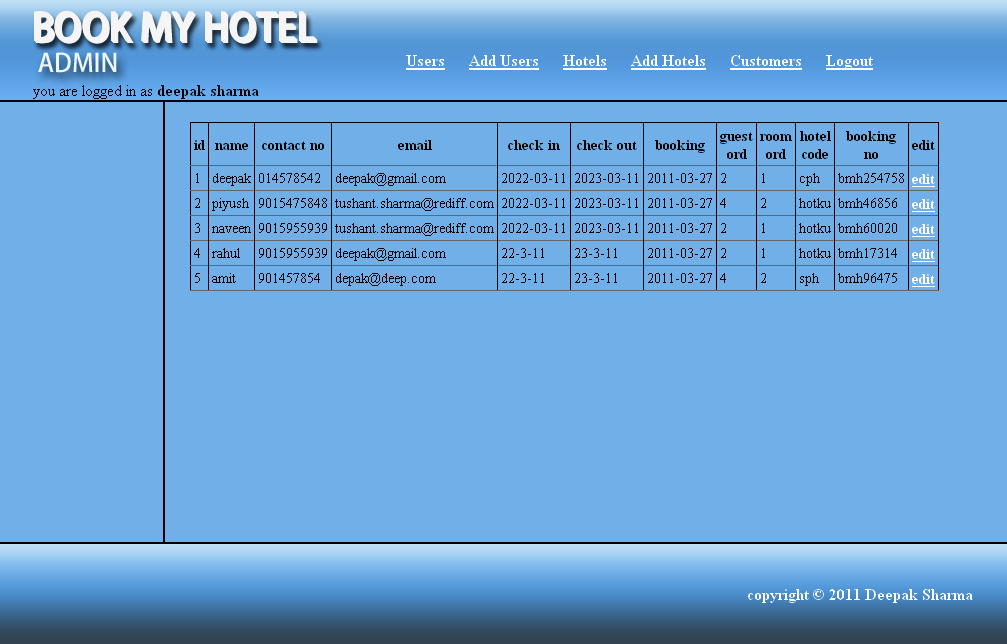 BOOK MY HOTEL
ADMIN
Users Add Users Hotels Add Hotels Customers Logout
you are logged in as deepak sharma
id name contact no email check in check out booking guest ord room ord hotel code booking no edit
1 deepak 014578542 deepak@gmail.com 2022-03-11 2023-03-11 2011-03-27 2 1 cph bmh254758 edit
2 piyush 9015475848 tushant.sharma@rediff.com 2022-03-11 2023-03-11 2011-03-27 4 2 hotku bmh46856 edit
3 naveen 9015955939 tushant.sharma@rediff.com 2022-03-11 2023-03-11 2011-03-27 2 1 hotku bmh60020 edit
4 rahul 9015955939 deepak@gmail.com 22-3-11 23-3-11 2011-03-27 2 1 hotku bmh17314 edit
5 amit 901457854 depak@deep.com 22-3-11 23-3-11 2011-03-27 4 2 sph bmh96475 edit
copyright © 2011 Deepak Sharma